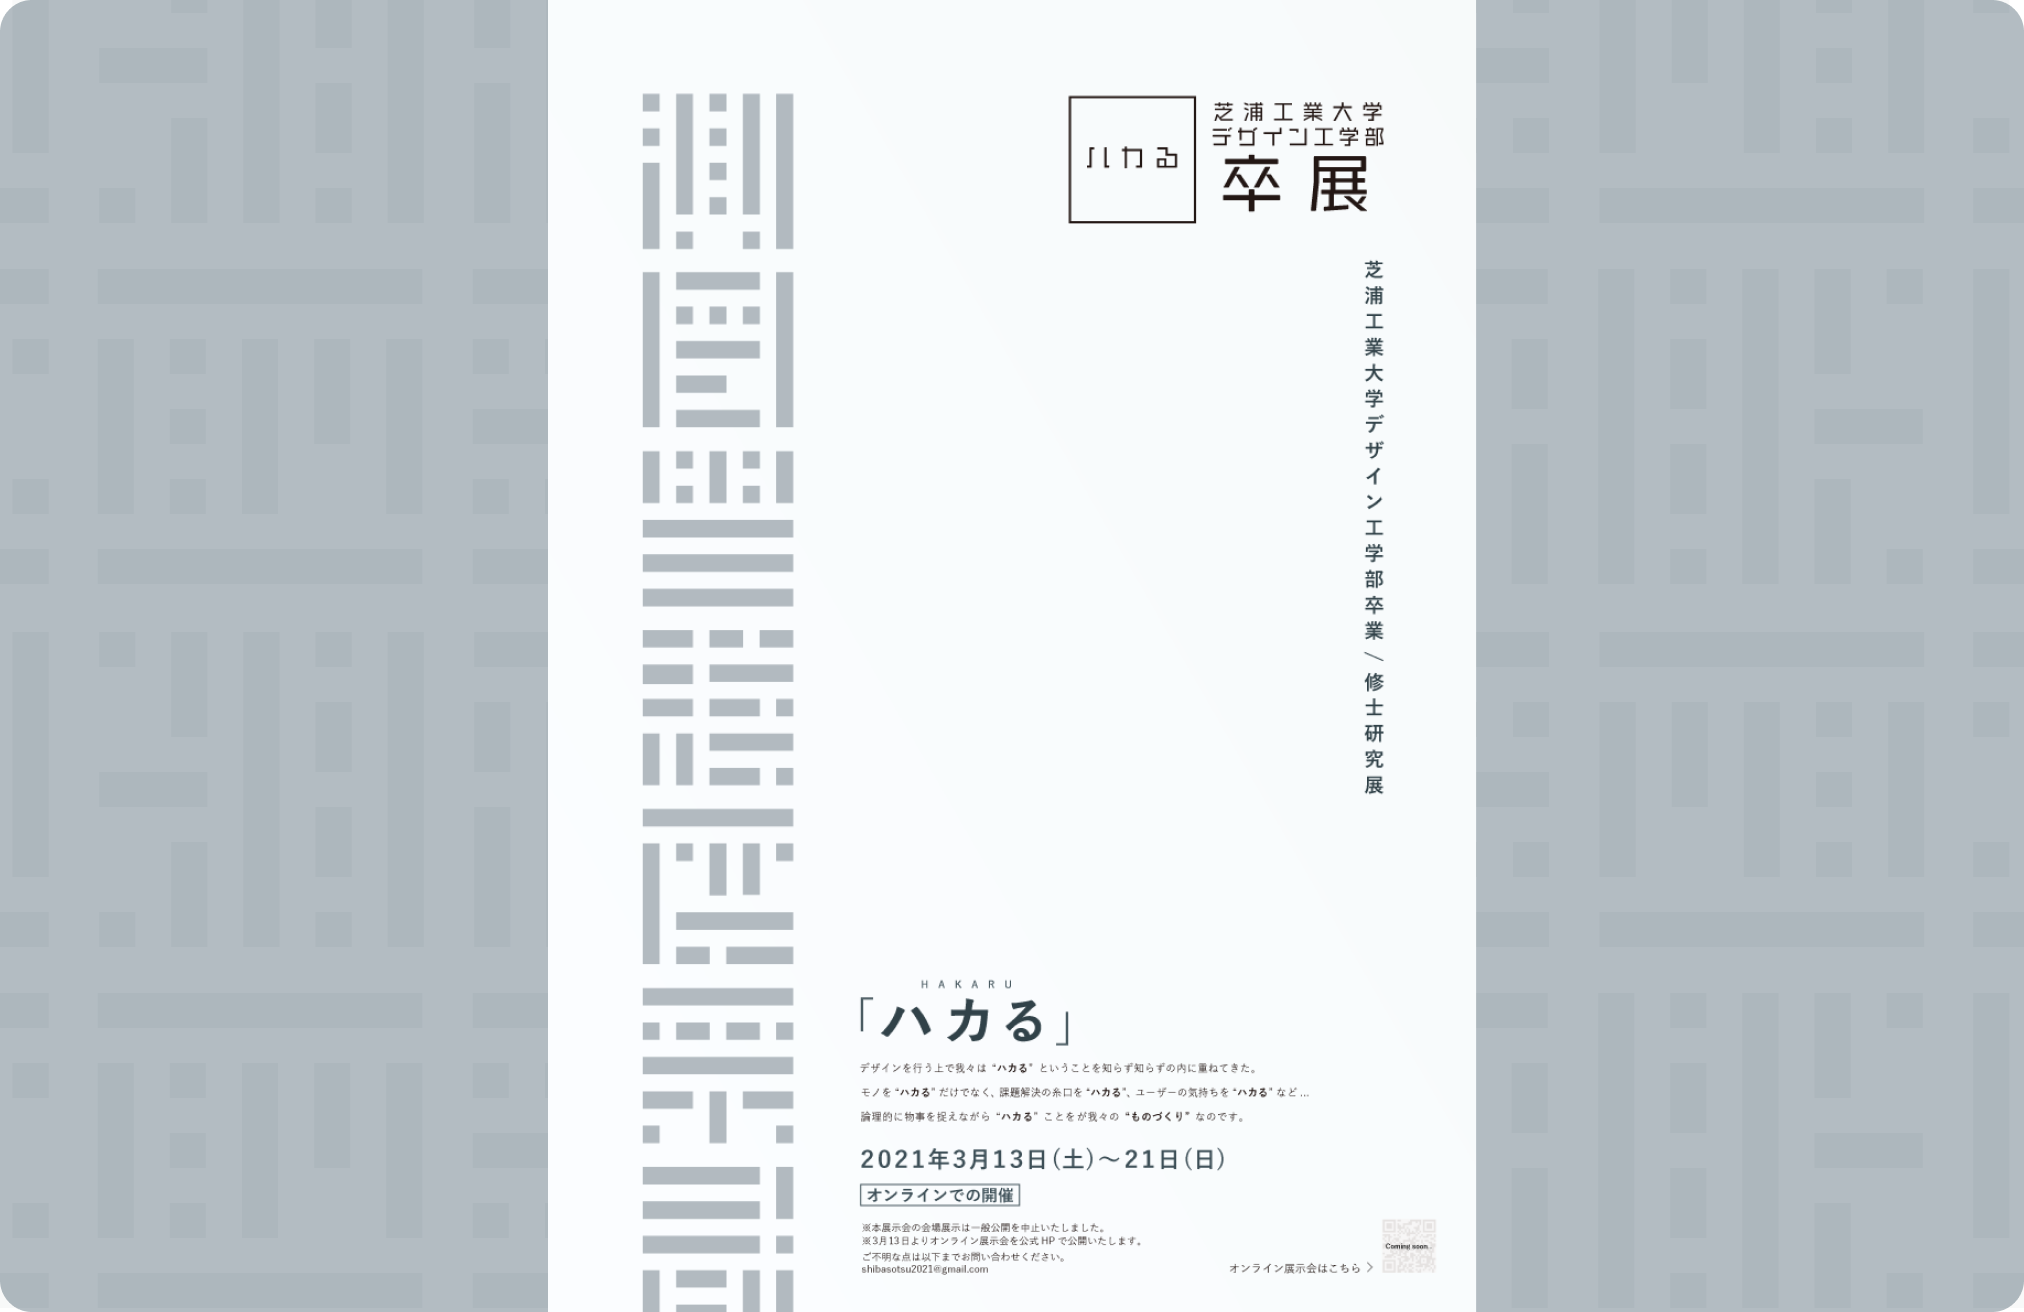 ハカる
芝浦工業大学
デザイン工学部
卒展
芝浦工業大学デザイン工学部卒業/修士研究展
HAKARU
「ハカる」
デザインを行う上で我々は “ハカる” ということを知らず知らずの内に重ねてきた。
モノを “ハカる” だけでなく、課題解決の糸口を “ハカる”、ユーザーの気持ちを “ハカる” など…
論理的に物事を捉えながら “ハカる” ことをが我々の “ものづくり” なのです。
2021年3月13日(土)〜21日(日)
オンラインでの開催
※本展示会の会場展示は一般公開を中止いたしました。
※3月13日よりオンライン展示会を公式 HP で公開いたします。
ご不明な点は以下までお問い合わせください。
shibasotsu2021@gmail.com
オンライン展示会はこちら >
Coming soon..